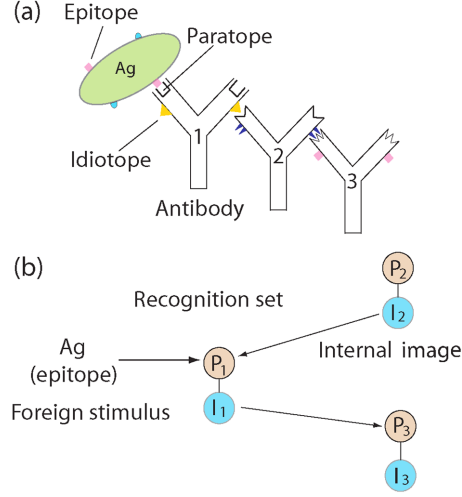 (a)
Epitope
Paratope
Ag
Idiotope
1
2
3
Antibody
(b)
P2
Recognition set
I2
Ag
(epitope)
P1
Internal image
Foreign stimulus
I1
P3
I3